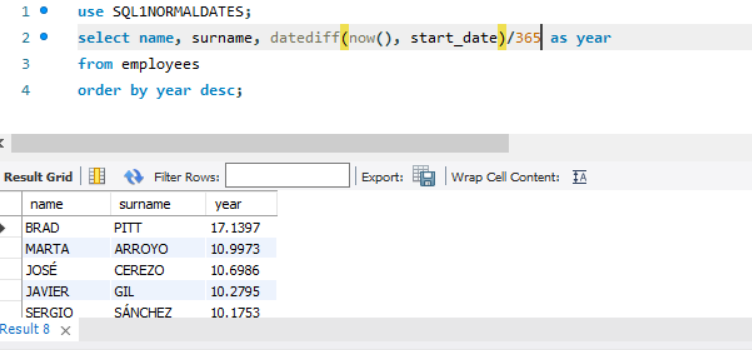 1 use SQL1NORMALDATES;
2 select name, surname, datediff(now(), start_date)/365 as year
3 from employees
4 order by year desc;
Result Grid Filter Rows: Export: Wrap Cell Content: IA
name surname year
BRAD PITT 17.1397
MARTA ARROYO 10.9973
JOSÉ CEREZO 10.6986
JAVIER GIL 10.2795
SERGIO SÁNCHEZ 10.1753
Result 8 ×